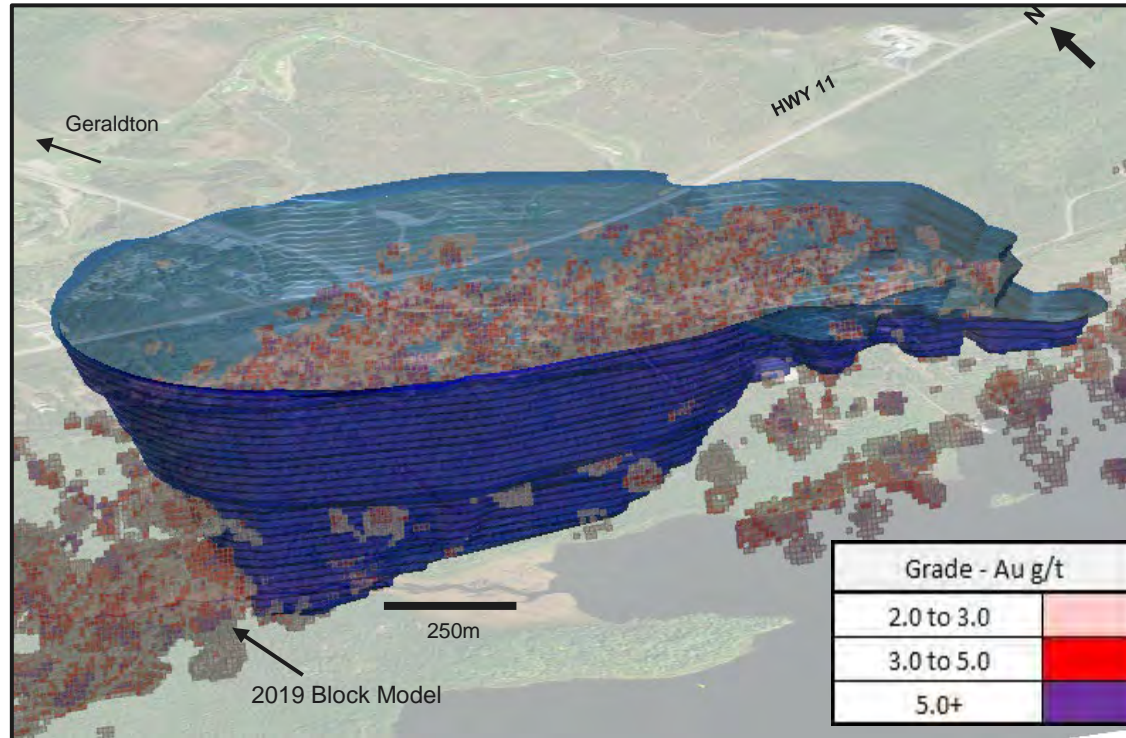 N
HWY 11
Geraldton
250m
2019 Block Model
Grade - Au g/t
2.0 to 3.0
3.0 to 5.0
5.0+